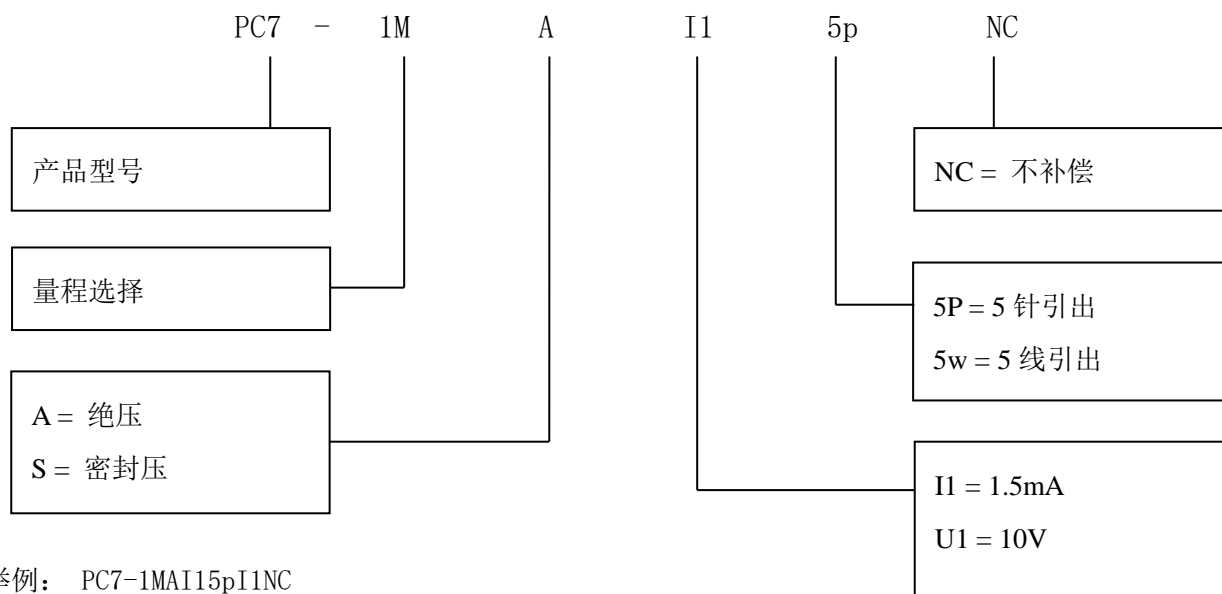 PC7 - 1M A I1 5p NC
产品型号
NC = 不补偿
量程选择
5P = 5 针引出
5w = 5 线引出
A = 绝压
S = 密封压
I1 = 1.5mA
U1 = 10V
举例： PC7-1MAI15pI1NC